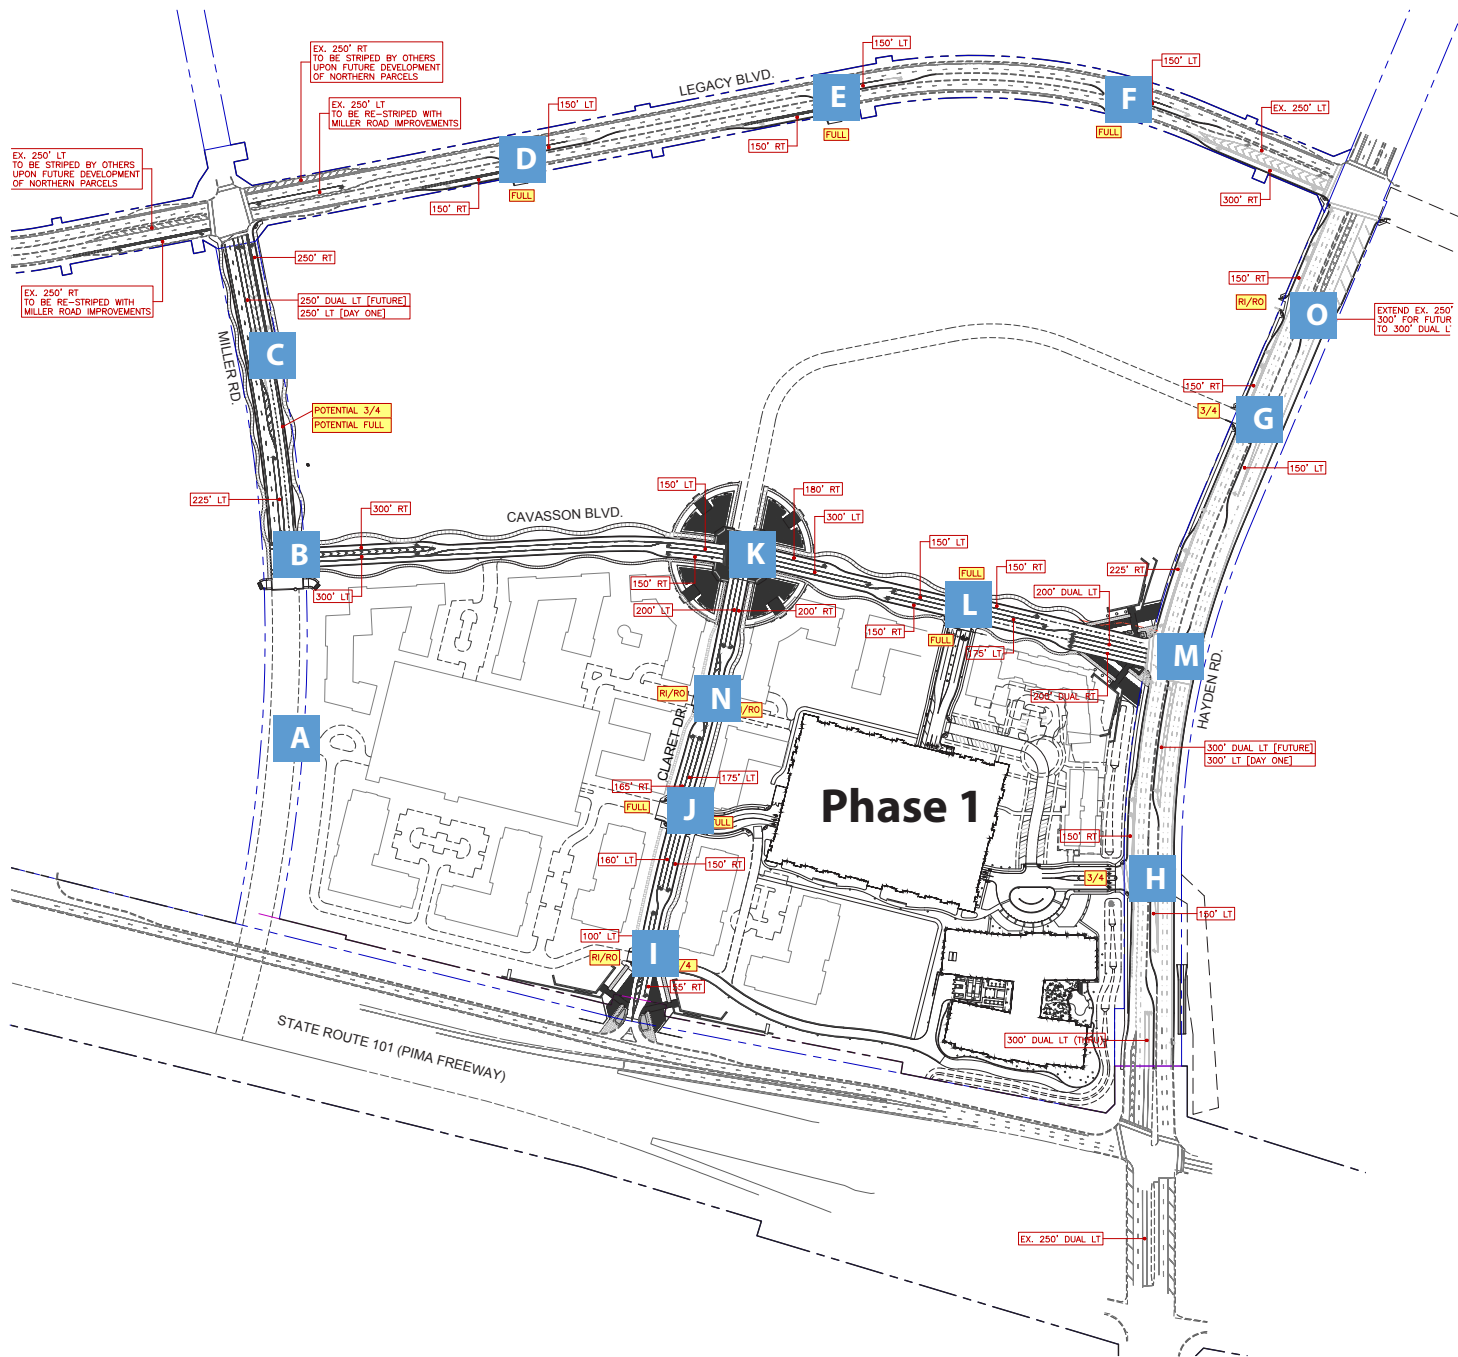 EX. 250' RT
TO BE STRIPED BY OTHERS
UPON FUTURE DEVELOPMENT
OF NORTHERN PARCELS
EX. 250' LT
TO BE RE-STRIPED WITH
MILLER ROAD IMPROVEMENTS
EX. 250' LT
TO BE STRIPED BY OTHERS
UPON FUTURE DEVELOPMENT
OF NORTHERN PARCELS
EX. 250' RT
TO BE RE-STRIPED WITH
MILLER ROAD IMPROVEMENTS
LEGACY BLVD.
150' LT
D
FULL
150' RT
150' LT
E
FULL
150' RT
150' LT
F
FULL
EX. 250' LT
300' RT
250' RT
250' DUAL LT [FUTURE]
250' LT [DAY ONE]
MILLER RD.
C
POTENTIAL 3/4
POTENTIAL FULL
225' LT
150' RT
RI/RO
O
EXTEND EX. 250'
300' FOR FUTUR
TO 300' DUAL L
150' RT
3/4
G
150' LT
300' RT
B
300' LT
CAVASSON BLVD.
150' LT
180' RT
300' LT
K
150' RT
200' LT
200' RT
150' LT
FULL
150' RT
L
150' RT
FULL
175' LT
200' DUAL LT
225' RT
200' DUAL RT
M
HAYDEN RD.
A
RI/RO
N
/RO
CLARET DR.
175' LT
165' RT
FULL
J
ULL
Phase 1
160' LT
150' RT
300' DUAL LT [FUTURE]
300' LT [DAY ONE]
150' RT
3/4
H
150' LT
100' LT
RI/RO
I
/4
55' RT
STATE ROUTE 101 (PIMA FREEWAY)
300' DUAL LT (THRU)
EX. 250' DUAL LT